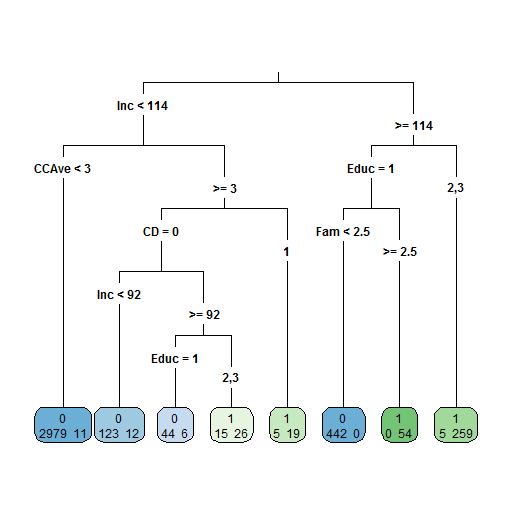 Inc < 114
>= 114
CCAve < 3
Educ = 1
>= 3
2,3
CD = 0
Fam < 2.5
1
>= 2.5
Inc < 92
>= 92
Educ = 1
2,3
0 0 0 1 1 0 1 1
2979 11 123 12 44 6 15 26 5 19 442 0 0 54 5 259